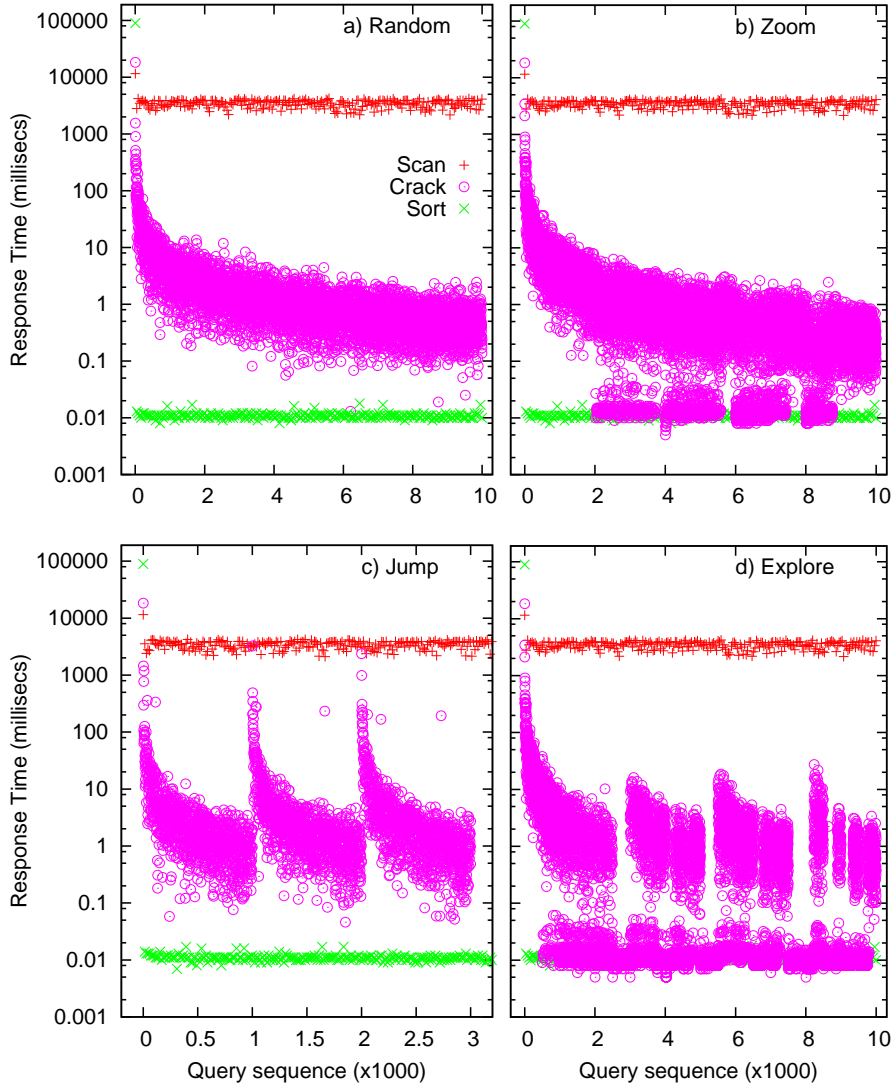 a) Random
b) Zoom
100000
10000
1000
100
10
1
0.1
0.01
0.001
Response Time (millisecs)
Scan
Crack
Sort
0 2 4 6 8 10
0 2 4 6 8 10
c) Jump
d) Explore
100000
10000
1000
100
10
1
0.1
0.01
0.001
Response Time (millisecs)
0 0.5 1 1.5 2 2.5 3
0 2 4 6 8 10
Query sequence (x1000)
Query sequence (x1000)